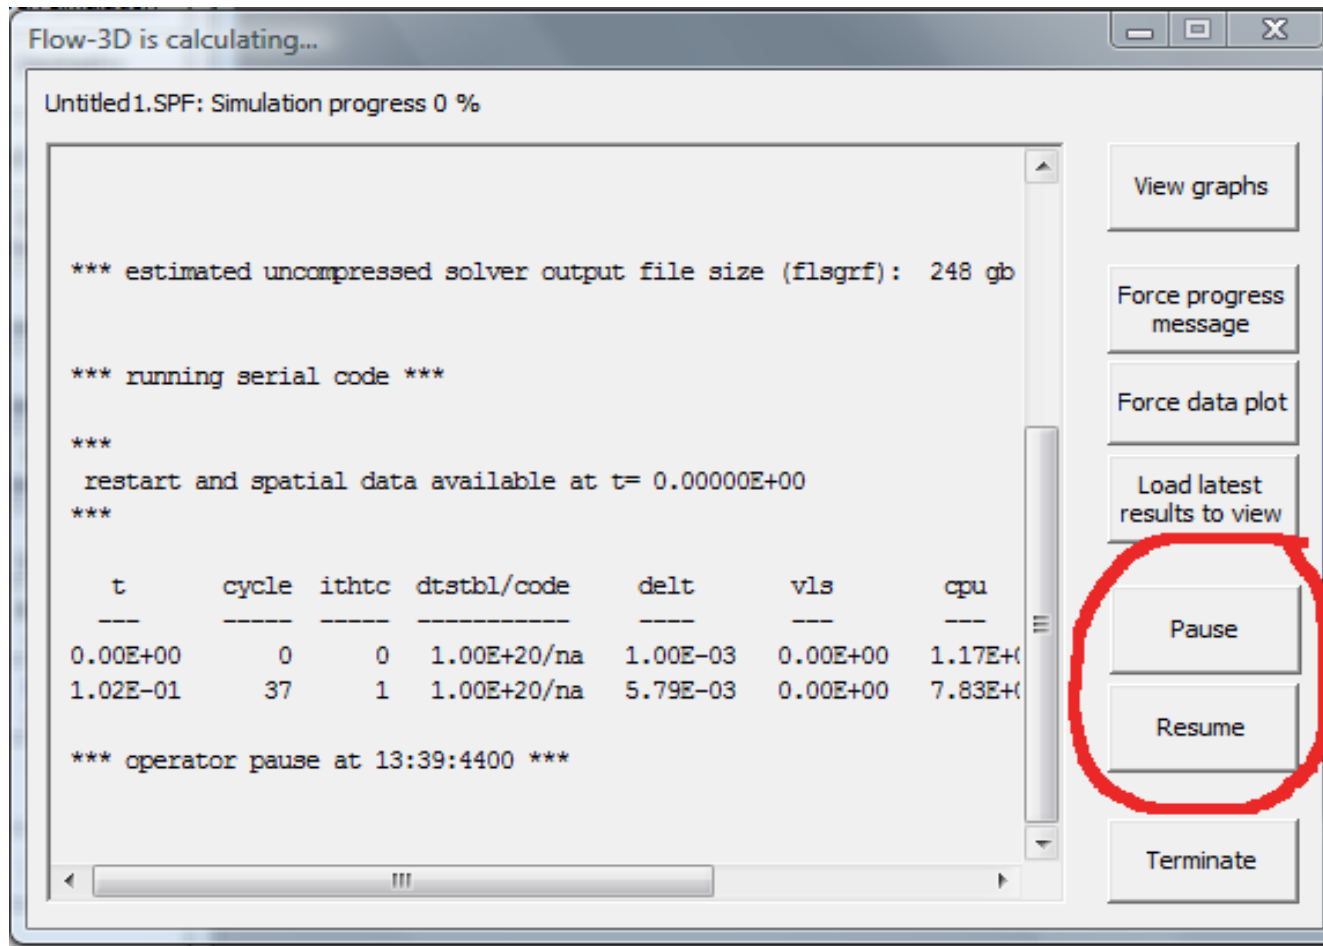 Flow-3D is calculating...
Untitled1.SPF: Simulation progress 0 %
*** estimated uncompressed solver output file size (flsgrf):  248 gb
*** running serial code ***
***
restart and spatial data available at t= 0.00000E+00
***
t cycle ithtc dtstbl/code delt vls cpu
--- ----- ----- ----------- ---- --- ---
0.00E+00 0 0 1.00E+20/na 1.00E-03 0.00E+00 1.17E+
1.02E-01 37 1 1.00E+20/na 5.79E-03 0.00E+00 7.83E+
*** operator pause at 13:39:4400 ***
View graphs
Force progress
message
Force data plot
Load latest
results to view
Pause
Resume
Terminate